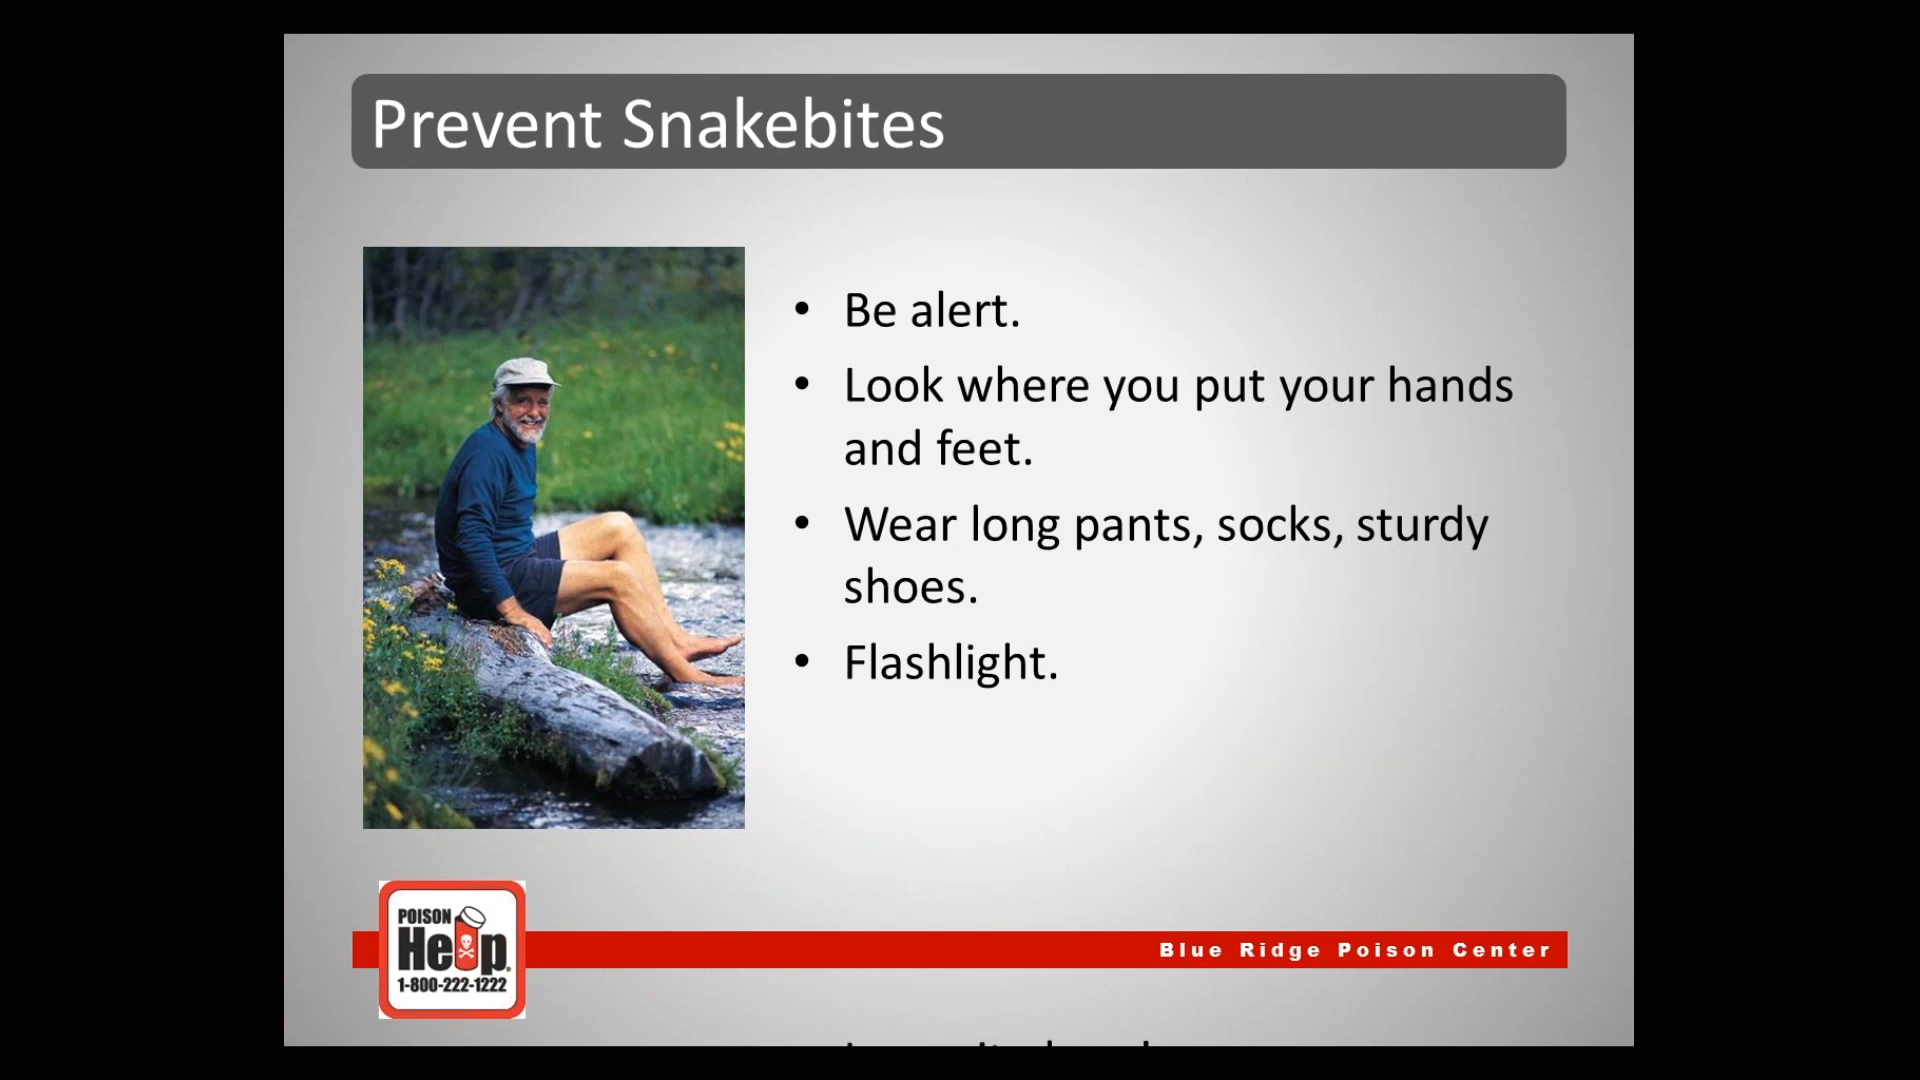 Prevent Snakebites
• Be alert.
• Look where you put your hands
and feet.
• Wear long pants, socks, sturdy
shoes.
• Flashlight.
POISON
Help
1-800-222-1222
Blue Ridge Poison Center